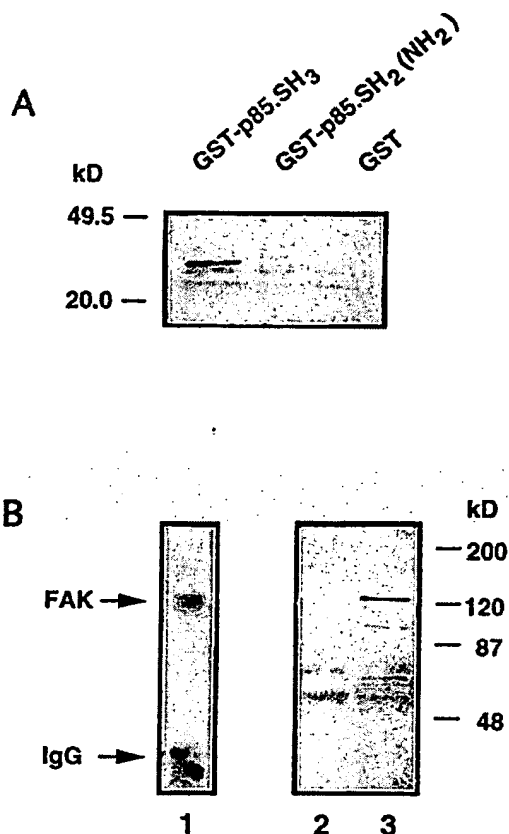 A
GST-p85.SH3
GST-p85.SH2(NH2)
GST
kD
49.5
20.0
B
kD
FAK
IgG
200
120
87
48
1
2
3